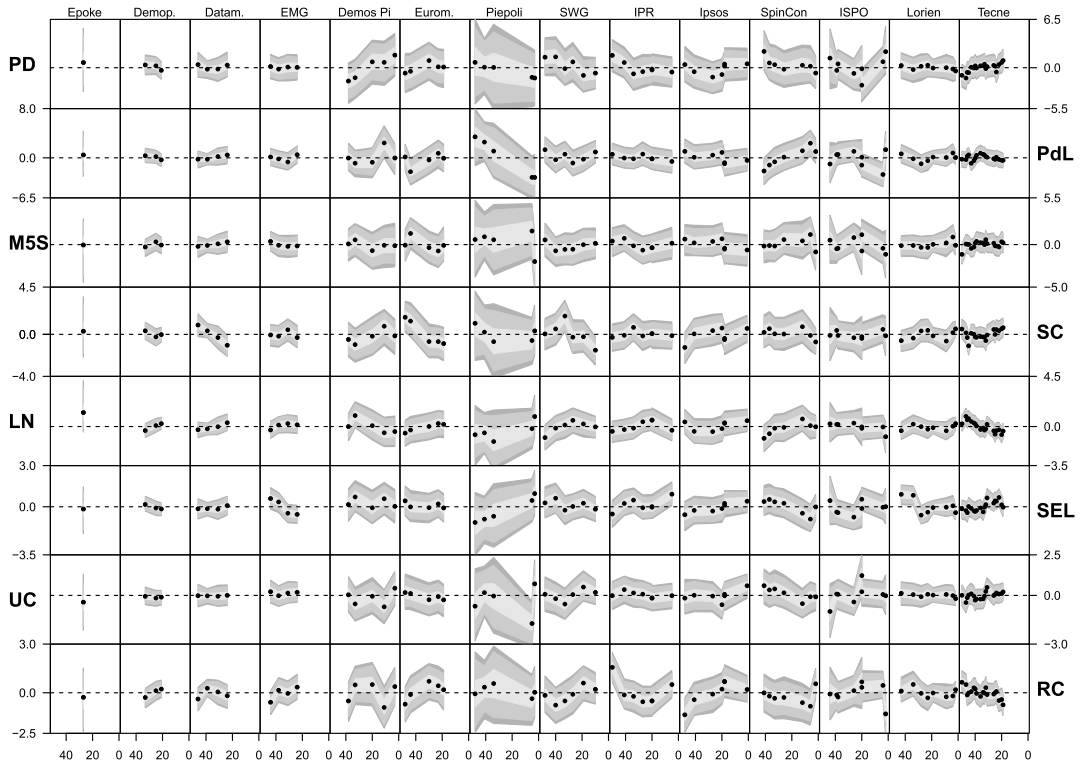 Epoke Demop. Datam. EMG Demos Pi Eurom. Piepoli SWG IPR Ipsos SpinCon ISPO Lorien Tecne
6.5
PD 0.0
8.0 −5.5
0.0 PdL
−6.5 5.5
M5S 0.0
4.5 −5.0
0.0 SC
−4.0 4.5
LN 0.0
3.0 −3.5
0.0 SEL
−3.5 2.5
UC 0.0
3.0 −3.0
0.0 RC
−2.5
40 20 0 40 20 0 40 20 0 40 20 0 40 20 0 40 20 0 40 20 0 40 20 0 40 20 0 40 20 0 40 20 0 40 20 0 40 20 0 40 20 0